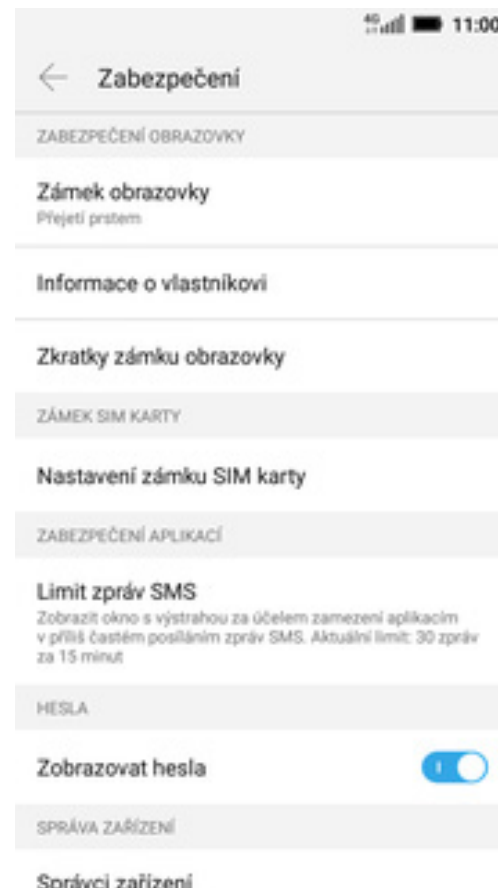 4G 11:00
Zabezpečení
ZABEZPEČENÍ OBRAZOVKY
Zámek obrazovky
Přejetí prstem
Informace o vlastníkovi
Zkratky zámku obrazovky
ZÁMEK SIM KARTY
Nastavení zámku SIM karty
ZABEZPEČENÍ APLIKACÍ
Limit zpráv SMS
Zobrazit okno s výstrahou za účelem zamezení aplikacím
v příliš častém posíláním zpráv SMS. Aktuální limit: 30 zpráv
za 15 minut
HESLA
Zobrazovat hesla
SPRÁVA ZAŘÍZENÍ
Správci zařízení